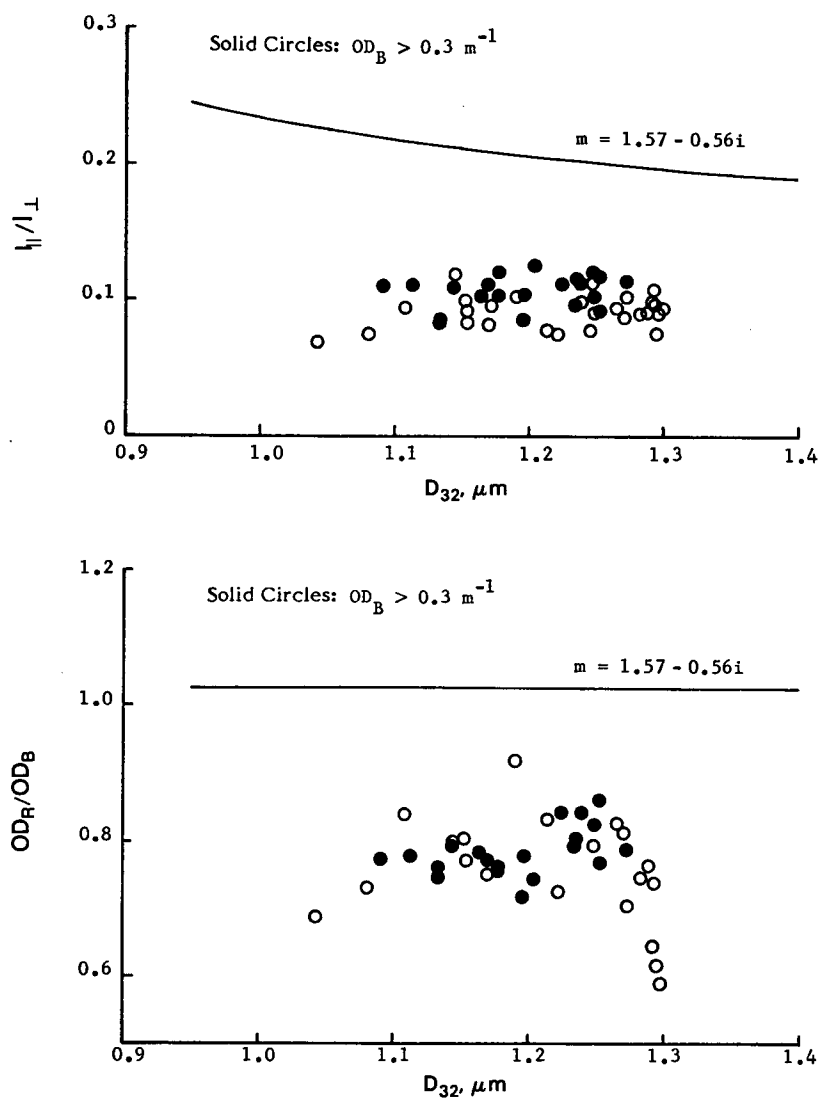 0.3
Solid Circles: OD_B > 0.3 m⁻¹
0.2
m = 1.57 - 0.56i
I∥/I⊥
0.1
0
0.9 1.0 1.1 1.2 1.3 1.4
D₃₂, μm
1.2
Solid Circles: OD_B > 0.3 m⁻¹
m = 1.57 - 0.56i
1.0
OD_R/OD_B
0.8
0.6
0.9 1.0 1.1 1.2 1.3 1.4
D₃₂, μm